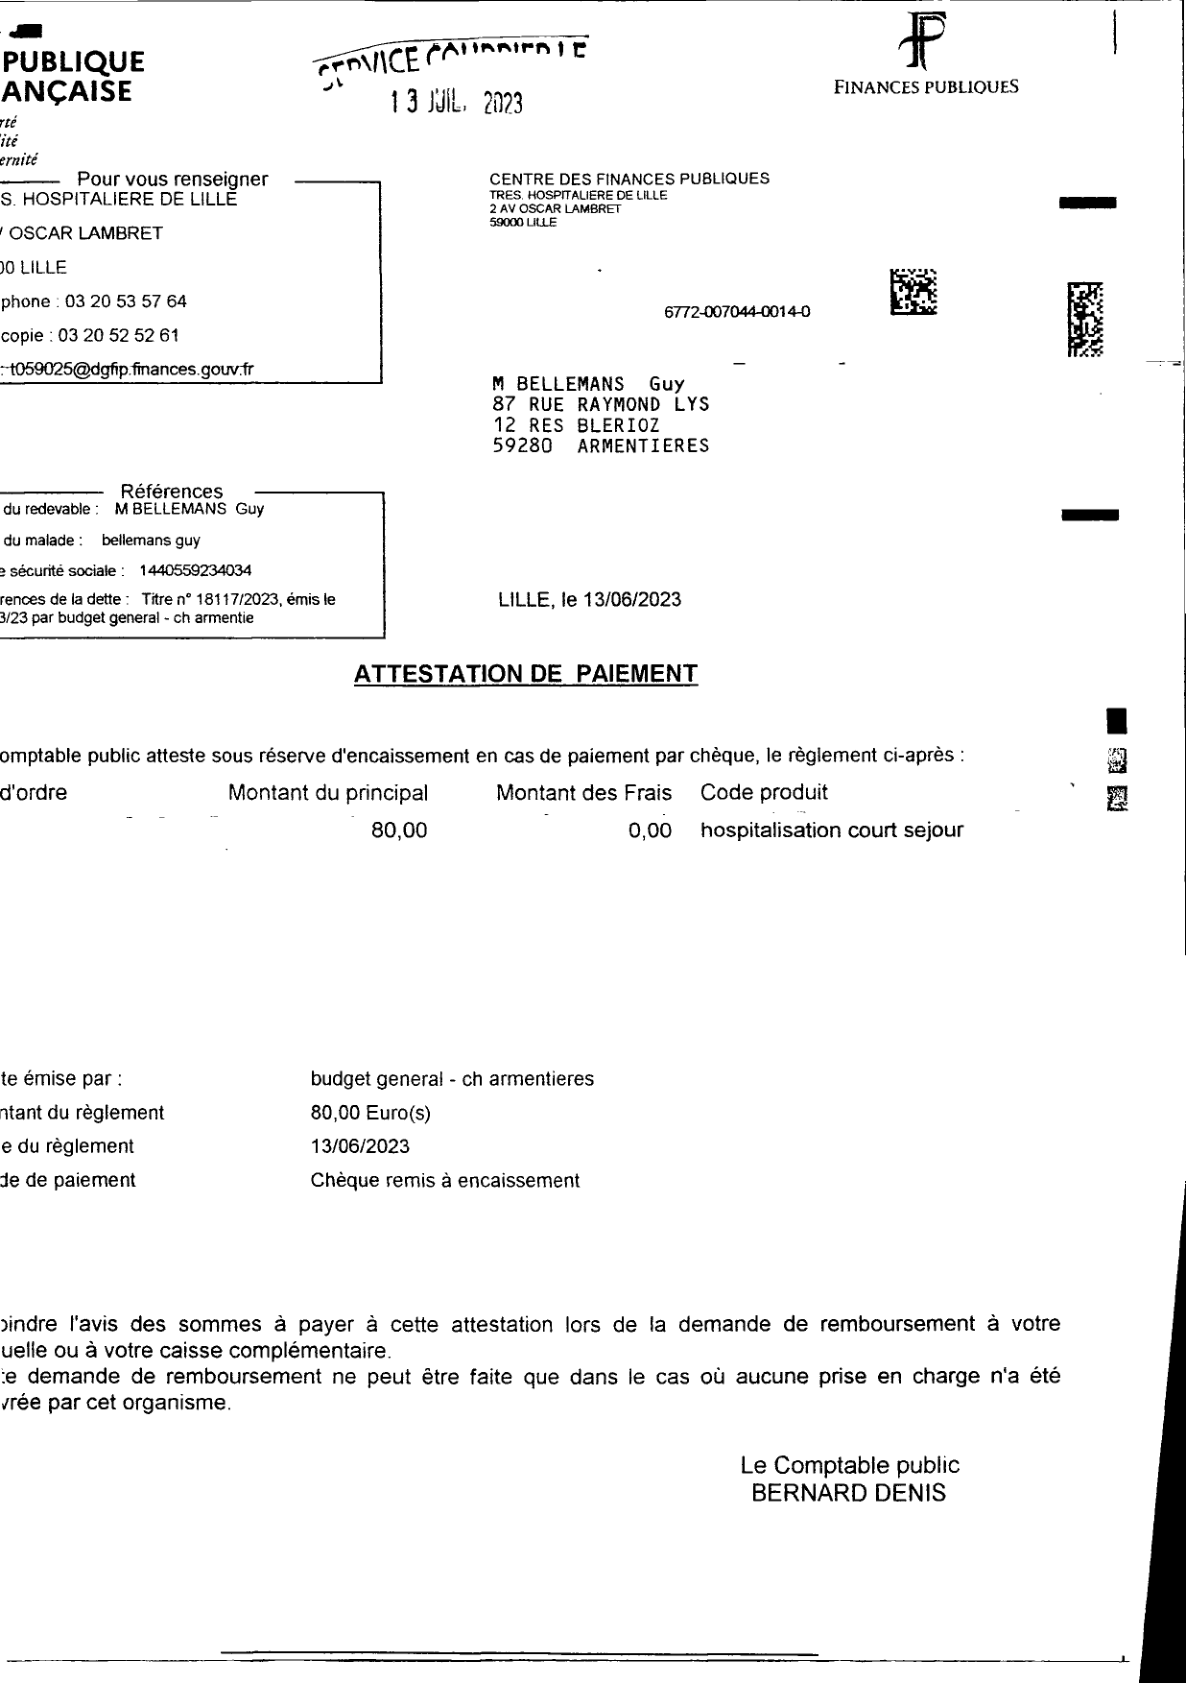 PUBLIQUE
ANÇAISE
rté
ité
ernité
SERVICE COURRIER
13 JUIL. 2023
FINANCES PUBLIQUES
Pour vous renseigner
S. HOSPITALIERE DE LILLE
OSCAR LAMBRET
00 LILLE
phone : 03 20 53 57 64
copie : 03 20 52 52 61
: t059025@dgfip.finances.gouv.fr
CENTRE DES FINANCES PUBLIQUES
TRES. HOSPITALIERE DE LILLE
2 AV OSCAR LAMBRET
59000 LILLE
6772-007044-0014-0
M BELLEMANS Guy
87 RUE RAYMOND LYS
12 RES BLERIOZ
59280 ARMENTIERES
Références
du redevable : M BELLEMANS Guy
du malade : bellemans guy
e sécurité sociale : 1440559234034
rences de la dette : Titre n° 18117/2023, émis le
3/23 par budget general - ch armentie
LILLE, le 13/06/2023
ATTESTATION DE PAIEMENT
omptable public atteste sous réserve d'encaissement en cas de paiement par chèque, le règlement ci-après :
d'ordre Montant du principal Montant des Frais Code produit
80,00 0,00 hospitalisation court sejour
te émise par : budget general - ch armentieres
ntant du règlement 80,00 Euro(s)
e du règlement 13/06/2023
de de paiement Chèque remis à encaissement
oindre l'avis des sommes à payer à cette attestation lors de la demande de remboursement à votre
uelle ou à votre caisse complémentaire.
te demande de remboursement ne peut être faite que dans le cas où aucune prise en charge n'a été
vrée par cet organisme.
Le Comptable public
BERNARD DENIS